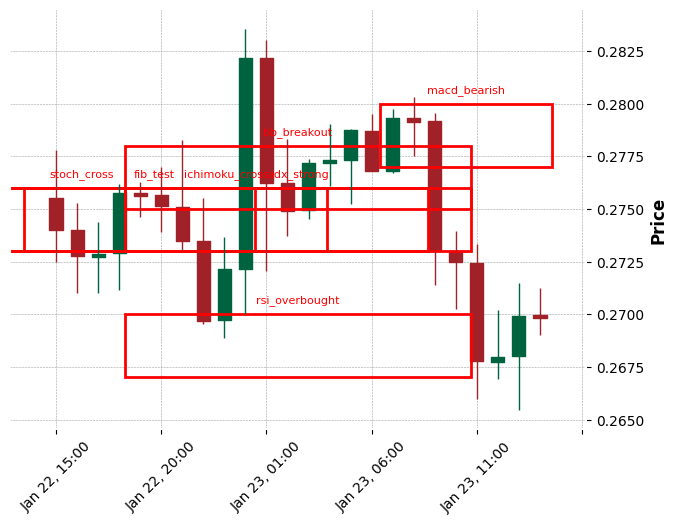 0.2825
macd_bearish
0.2800
fib_breakout
0.2775
stoch_cross
fib_test
ichimoku_cross
adx_strong
0.2750
Price
0.2725
rsi_overbought
0.2700
0.2675
0.2650
Jan 22, 15:00
Jan 22, 20:00
Jan 23, 01:00
Jan 23, 06:00
Jan 23, 11:00